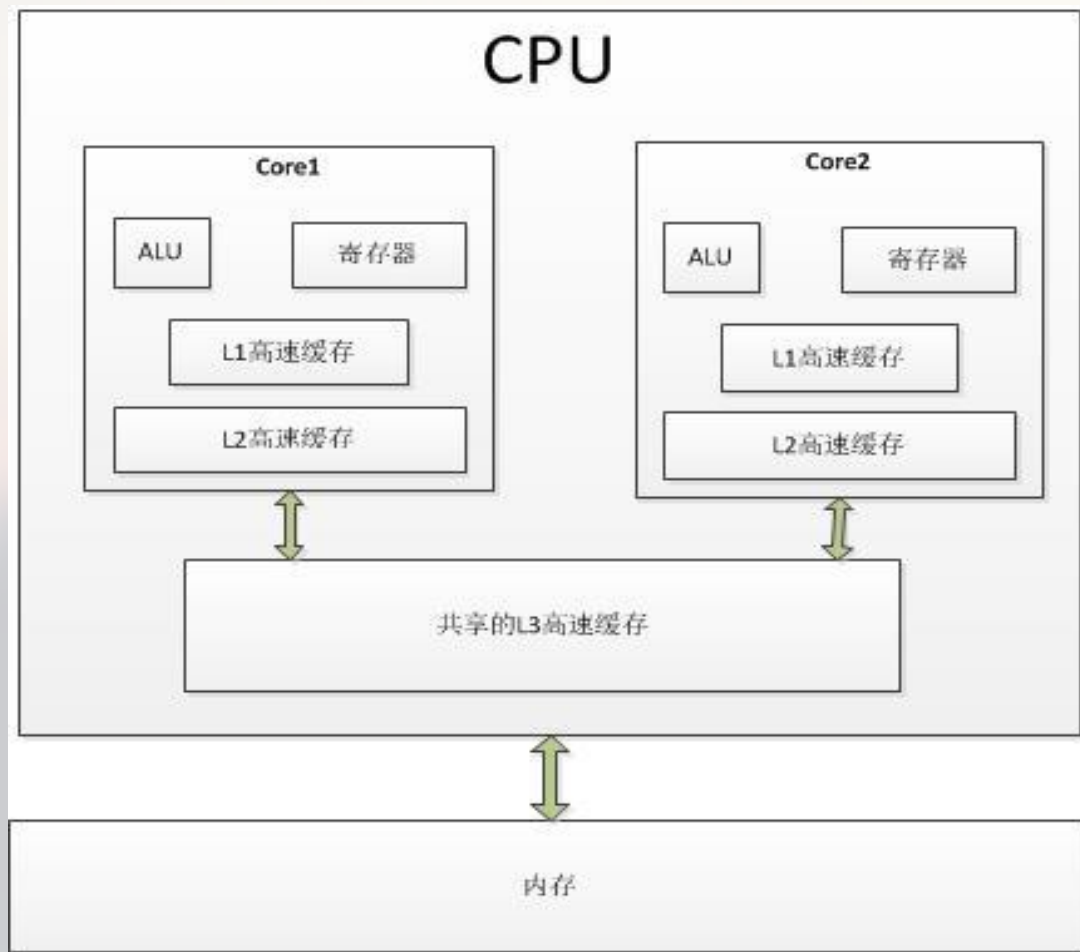 CPU
Core1
ALU
寄存器
L1高速缓存
L2高速缓存
Core2
ALU
寄存器
L1高速缓存
L2高速缓存
共享的L3高速缓存
内存